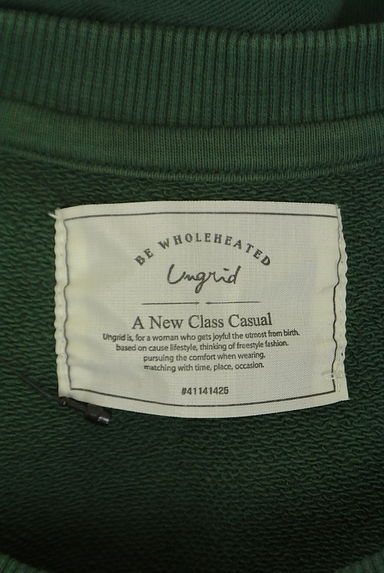 BE WHOLEHEATED
Ungrid
A New Class Casual
Ungrid is, for a woman who gets joyful the utmost from birth.
based on cause lifestyle, thinking of freestyle fashion.
pursuing the comfort when wearing,
matching with time, place, occasion.
#41141425